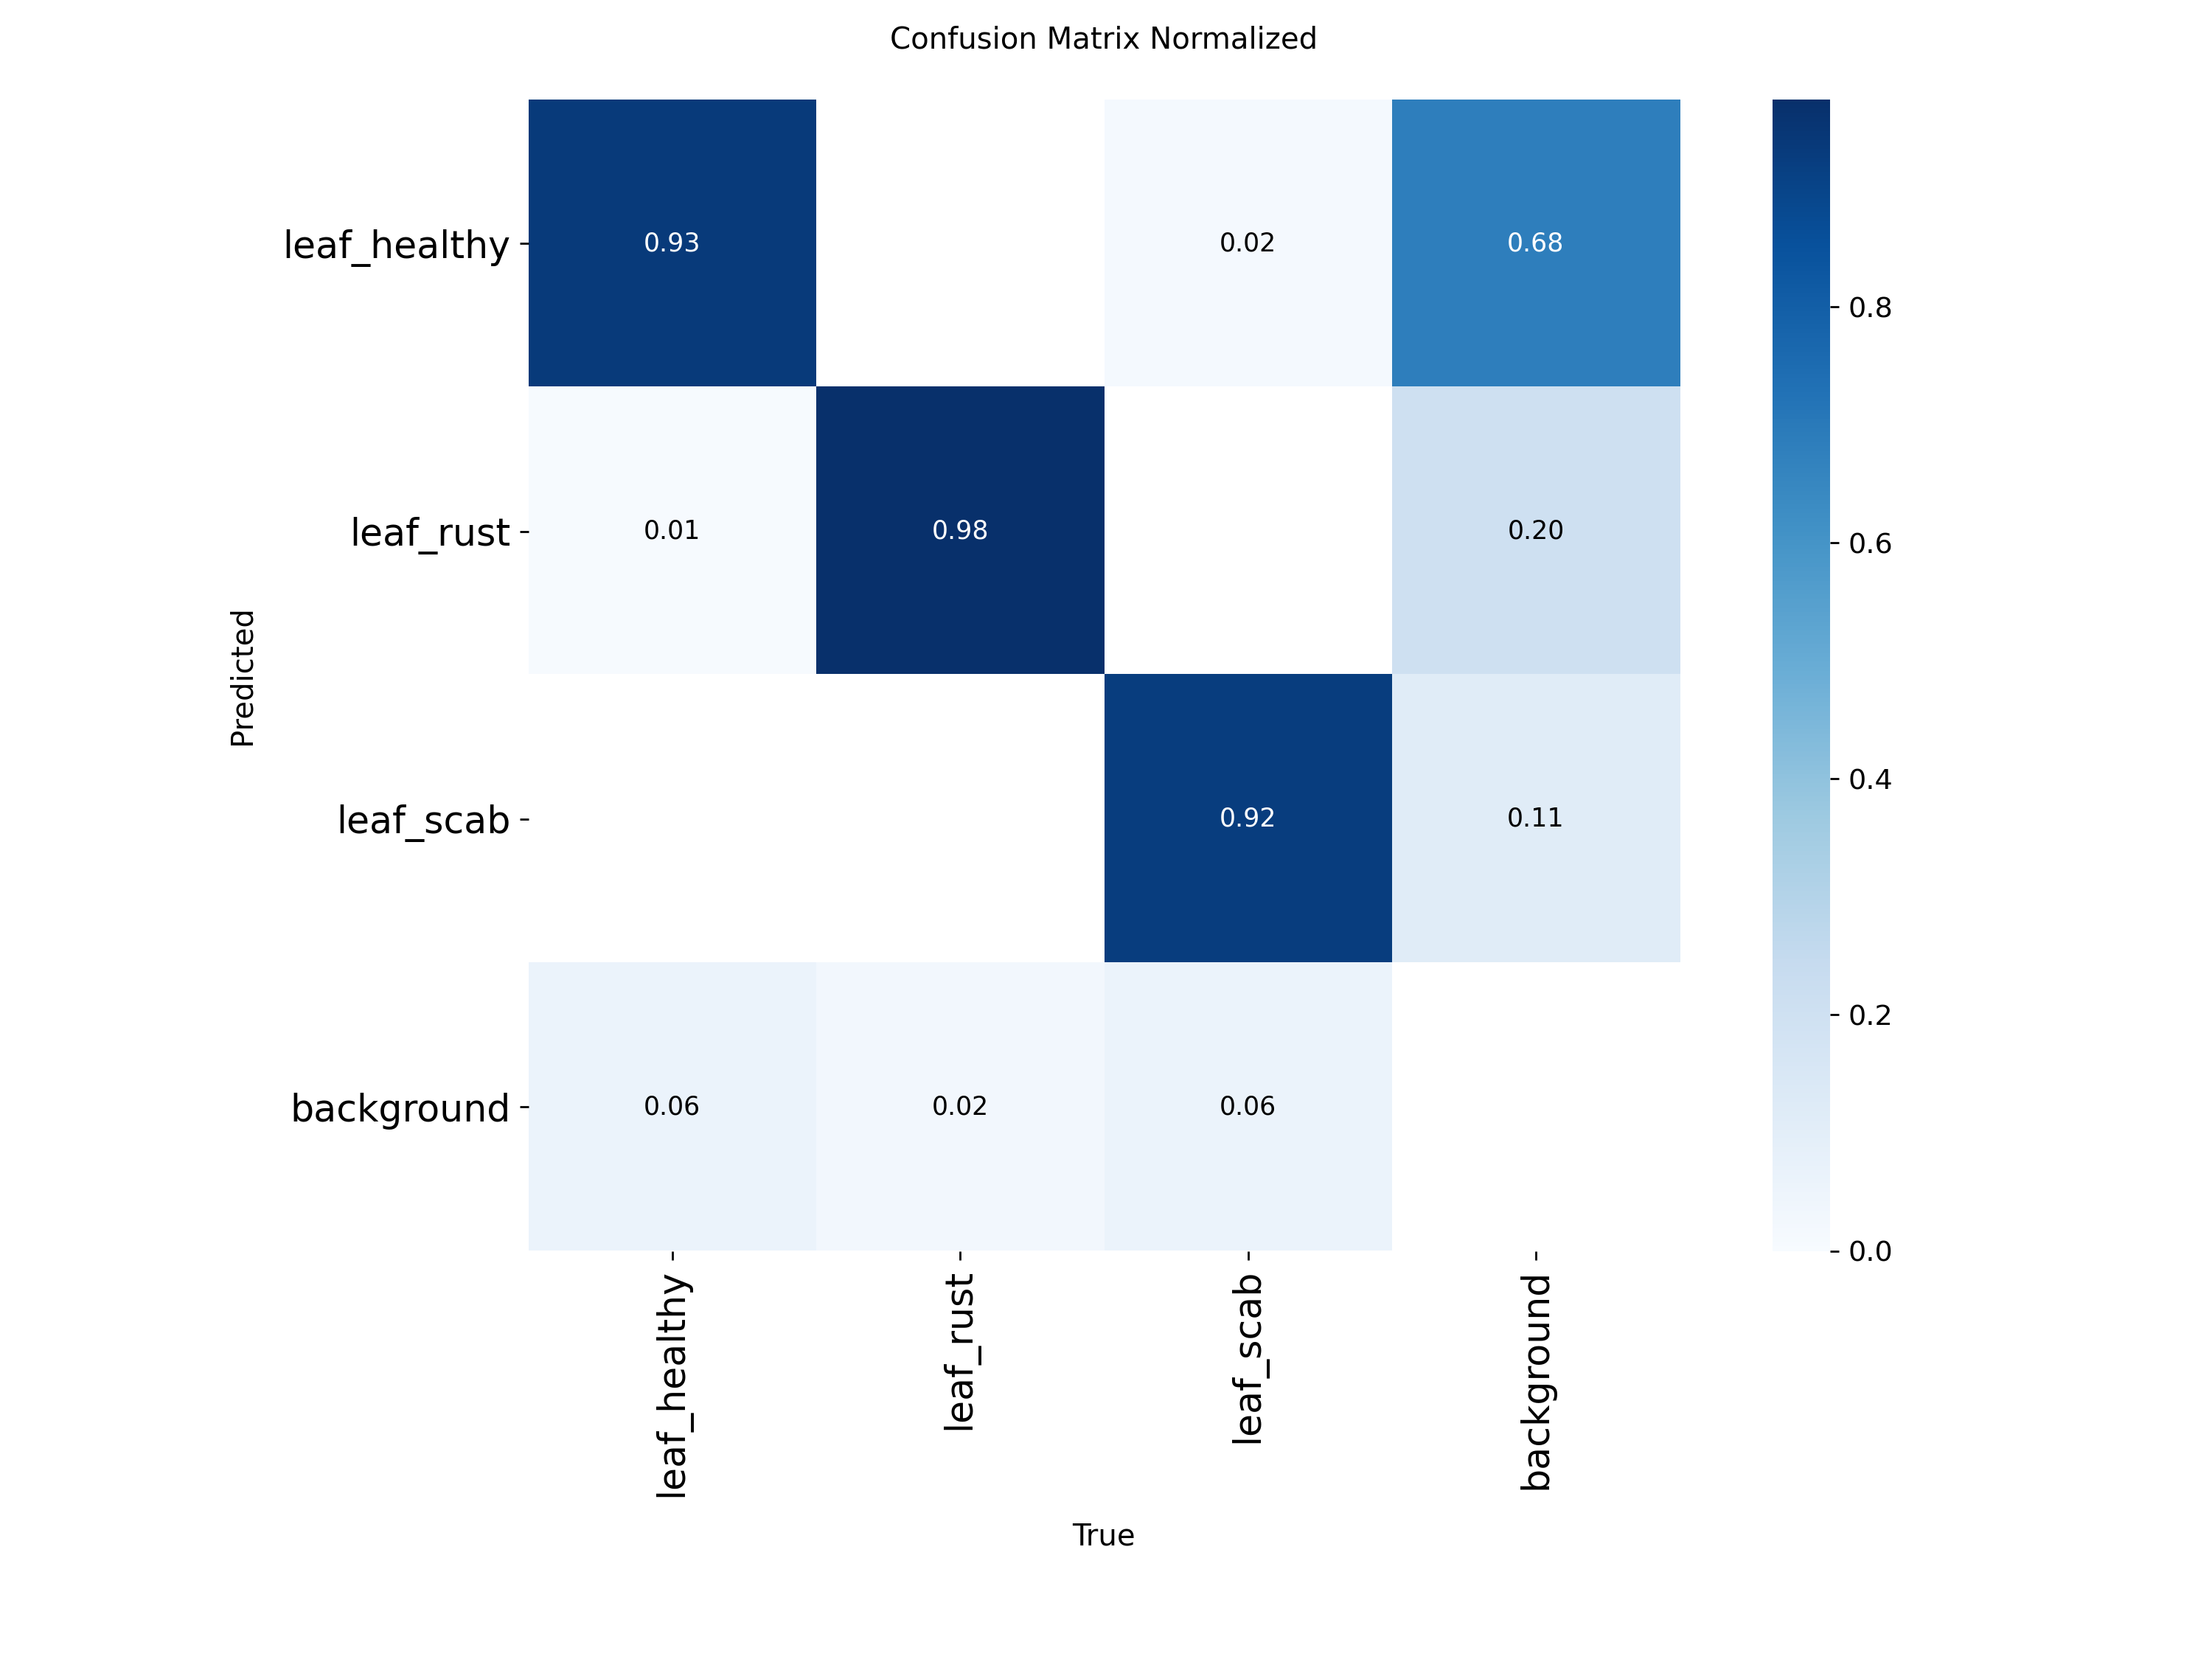 Confusion Matrix Normalized
leaf_healthy
0.93
0.02
0.68
0.8
leaf_rust
0.01
0.98
0.20
0.6
Predicted
leaf_scab
0.92
0.11
0.4
background
0.06
0.02
0.06
0.2
0.0
leaf_healthy
leaf_rust
leaf_scab
background
True